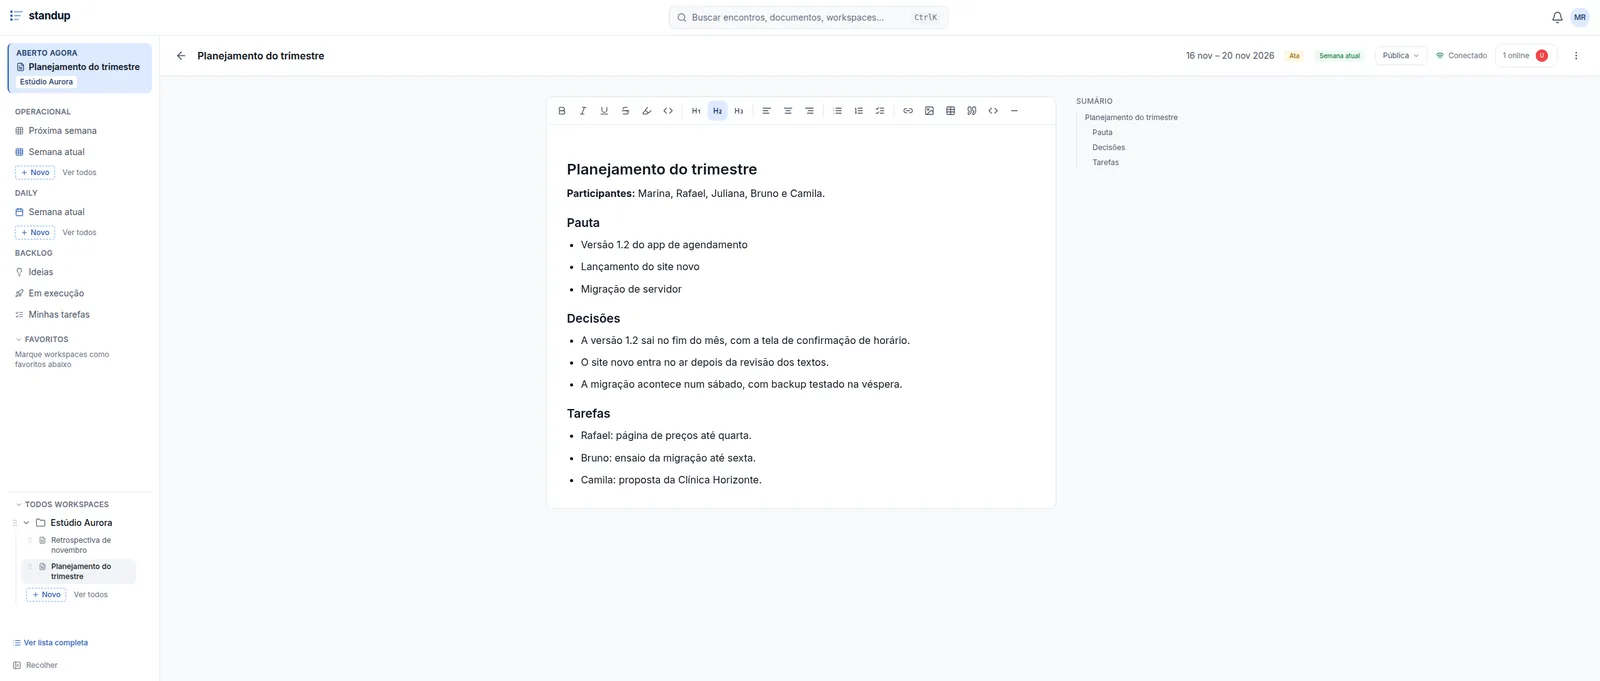 standup
Buscar encontros, documentos, workspaces...
CtrlK
MR
ABERTO AGORA
Planejamento do trimestre
Estúdio Aurora
OPERACIONAL
Próxima semana
Semana atual
+ Novo Ver todos
DAILY
Semana atual
+ Novo Ver todos
BACKLOG
Ideias
Em execução
Minhas tarefas
FAVORITOS
Marque workspaces como
favoritos abaixo
TODOS WORKSPACES
Estúdio Aurora
Retrospectiva de
novembro
Planejamento do
trimestre
+ Novo Ver todos
Ver lista completa
Recolher
Planejamento do trimestre
16 nov – 20 nov 2026 Ata Semana atual Pública Conectado 1 online U
H1 H2 H3
Planejamento do trimestre
Participantes: Marina, Rafael, Juliana, Bruno e Camila.
Pauta
• Versão 1.2 do app de agendamento
• Lançamento do site novo
• Migração de servidor
Decisões
• A versão 1.2 sai no fim do mês, com a tela de confirmação de horário.
• O site novo entra no ar depois da revisão dos textos.
• A migração acontece num sábado, com backup testado na véspera.
Tarefas
• Rafael: página de preços até quarta.
• Bruno: ensaio da migração até sexta.
• Camila: proposta da Clínica Horizonte.
SUMÁRIO
Planejamento do trimestre
Pauta
Decisões
Tarefas